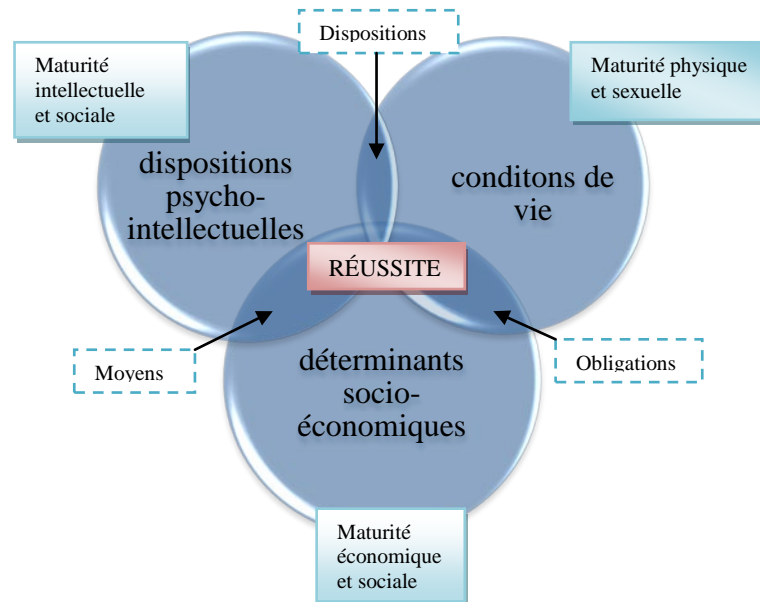 Dispositions
Maturité
intellectuelle
et sociale
Maturité physique
et sexuelle
dispositions
psycho-
intellectuelles
conditons de
vie
RÉUSSITE
Moyens
Obligations
déterminants
socio-
économiques
Maturité
économique
et sociale